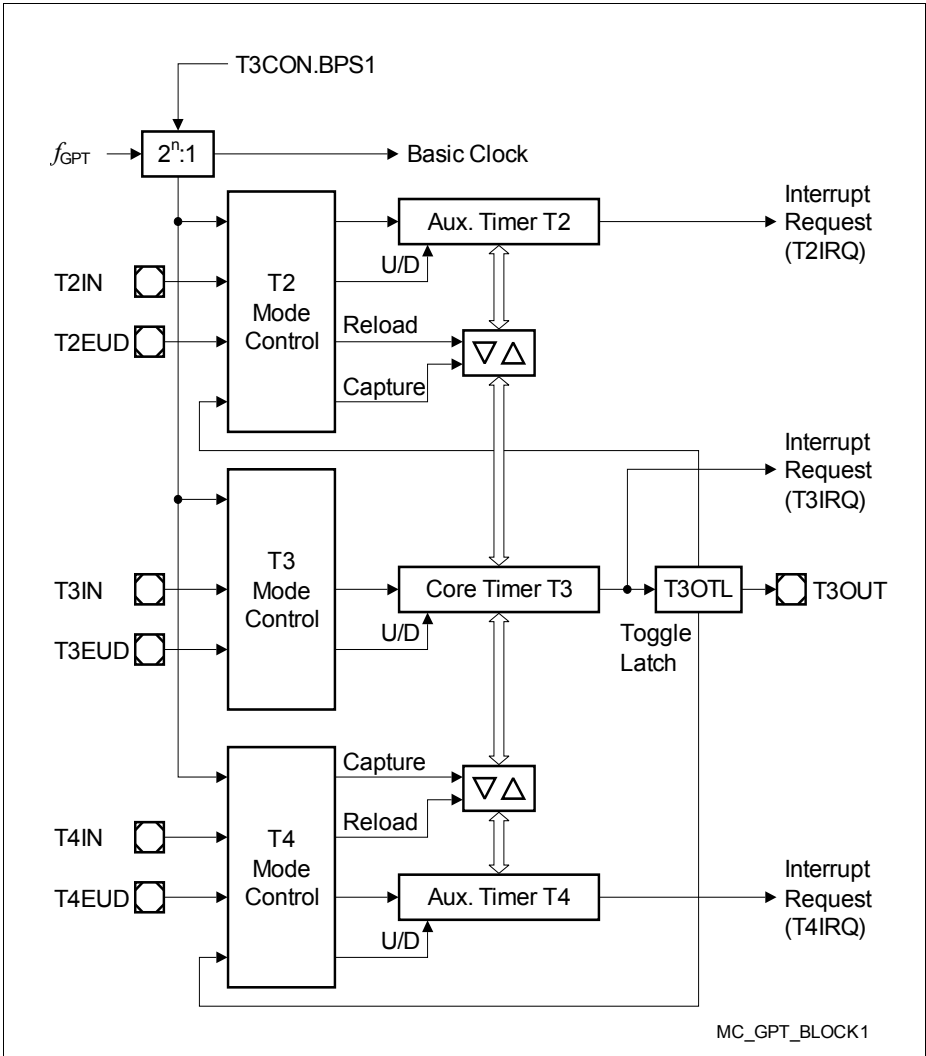 T3CON.BPS1
fGPT
2ⁿ:1
Basic Clock
Interrupt
Request
(T2IRQ)
Aux. Timer T2
U/D
T2IN
T2EUD
T2
Mode
Control
Reload
Capture
Interrupt
Request
(T3IRQ)
T3
Mode
Control
T3IN
T3EUD
Core Timer T3
U/D
T3OTL
T3OUT
Toggle
Latch
Capture
Reload
T4IN
T4EUD
T4
Mode
Control
Aux. Timer T4
U/D
Interrupt
Request
(T4IRQ)
MC_GPT_BLOCK1